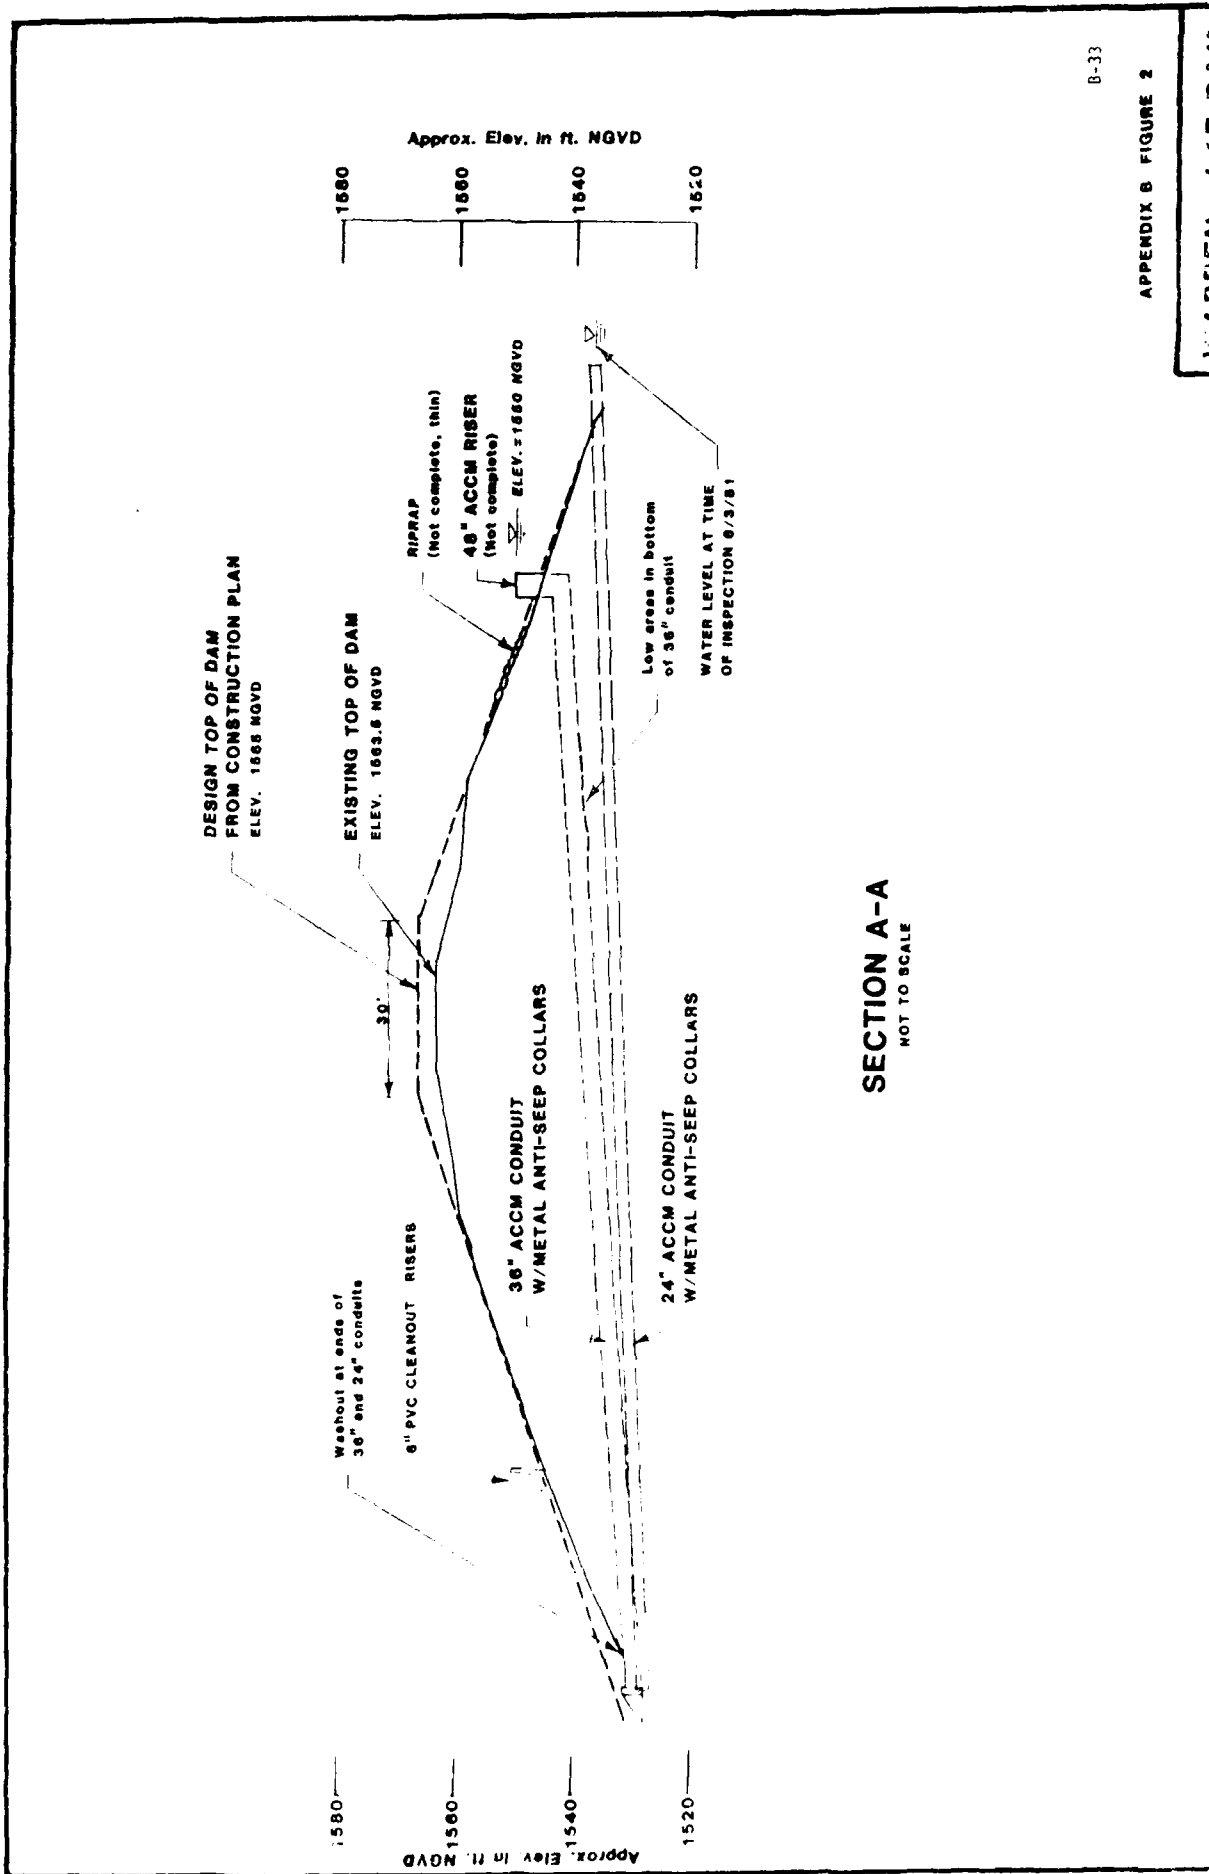 DESIGN TOP OF DAM
FROM CONSTRUCTION PLAN
ELEV. 1565 NGVD
EXISTING TOP OF DAM
ELEV. 1563.5 NGVD
30'
Washout at ends of
36" and 24" conduits
6" PVC CLEANOUT RISERS
RIPRAP
(Not complete, thin)
48" ACCM RISER
(Not complete)
ELEV.=1550 NGVD
36" ACCM CONDUIT
W/METAL ANTI-SEEP COLLARS
24" ACCM CONDUIT
W/METAL ANTI-SEEP COLLARS
Low areas in bottom
of 36" conduit
WATER LEVEL AT TIME
OF INSPECTION
Approx. Elev. in ft. NGVD
1580
1560
1540
1520
Approx. Elev. in ft. NGVD
1580
1560
1540
1520
SECTION A-A
NOT TO SCALE
B-33
APPENDIX B FIGURE 2